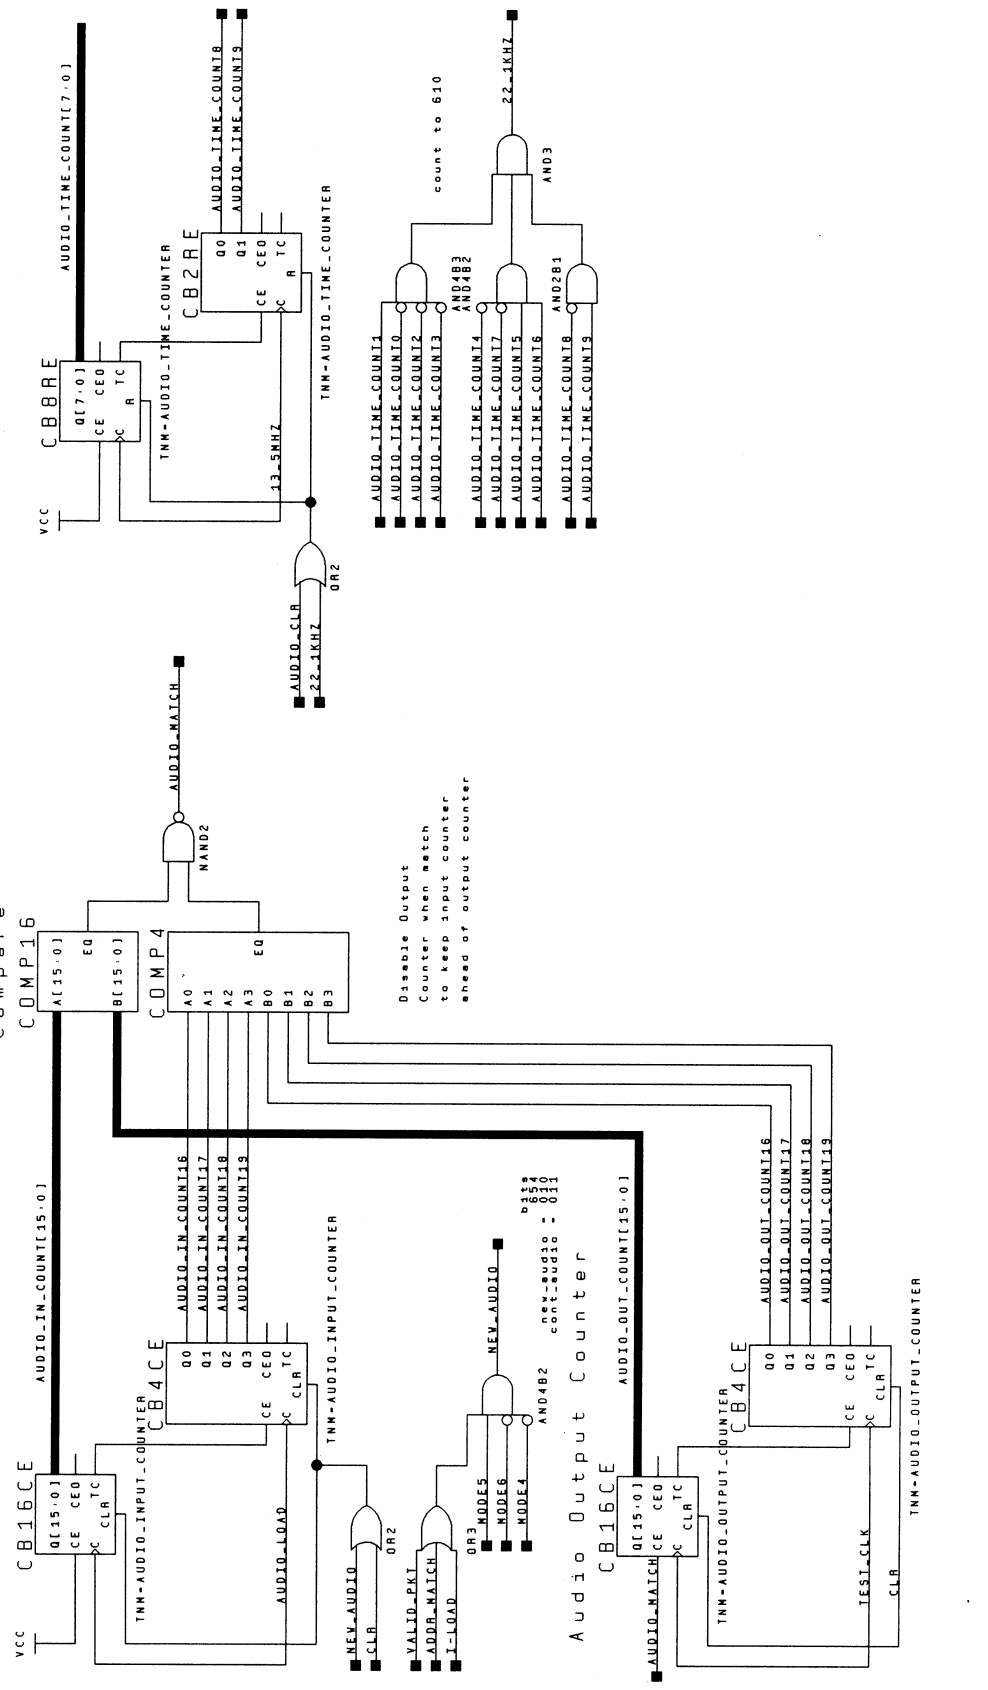 Compare
COMP16
A[15:0]
EQ
B[15:0]
COMP4
A0
A1
A2
A3
B0
B1
B2
B3
EQ
NAND2
AUDIO_MATCH
Disable Output
Counter when match
to keep input counter
ahead of output counter
VCC
CB16CE
Q[15:0]
CE
CEO
C
TC
CLR
TNM=AUDIO_INPUT_COUNTER
AUDIO_IN_COUNT[15:0]
CB4CE
Q0
Q1
Q2
Q3
CE
CEO
C
TC
CLR
TNM=AUDIO_INPUT_COUNTER
AUDIO_IN_COUNT16
AUDIO_IN_COUNT17
AUDIO_IN_COUNT18
AUDIO_IN_COUNT19
AUDIO_LOAD
NEW_AUDIO
CLR
OR2
VALID_PKT
ADDR_MATCH
I-LOAD
OR3
MODE5
MODE6
MODE4
AND4B2
NEW_AUDIO
bits
654
new_audio = 010
cont_audio = 011
Audio Output Counter
CB16CE
Q[15:0]
CE
CEO
C
TC
CLR
AUDIO_MATCH
TNM=AUDIO_OUTPUT_COUNTER
AUDIO_OUT_COUNT[15:0]
CB4CE
Q0
Q1
Q2
Q3
CE
CEO
C
TC
CLR
TEST_CLK
CLR
TNM=AUDIO_OUTPUT_COUNTER
AUDIO_OUT_COUNT16
AUDIO_OUT_COUNT17
AUDIO_OUT_COUNT18
AUDIO_OUT_COUNT19
VCC
CB8RE
Q[7:0]
CE
CEO
C
TC
R
TNM=AUDIO_TIME_COUNTER
AUDIO_TIME_COUNT[7:0]
CB2RE
Q0
Q1
CE
CEO
C
TC
R
AUDIO_TIME_COUNT8
AUDIO_TIME_COUNT9
TNM=AUDIO_TIME_COUNTER
13_5MHZ
AUDIO_CLR
22_1KHZ
OR2
AUDIO_TIME_COUNT1
AUDIO_TIME_COUNT0
AUDIO_TIME_COUNT2
AUDIO_TIME_COUNT3
AND4B3
AND4B2
AUDIO_TIME_COUNT4
AUDIO_TIME_COUNT7
AUDIO_TIME_COUNT5
AUDIO_TIME_COUNT6
AND2B1
AUDIO_TIME_COUNT8
AUDIO_TIME_COUNT9
count to 610
22_1KHZ
AND3